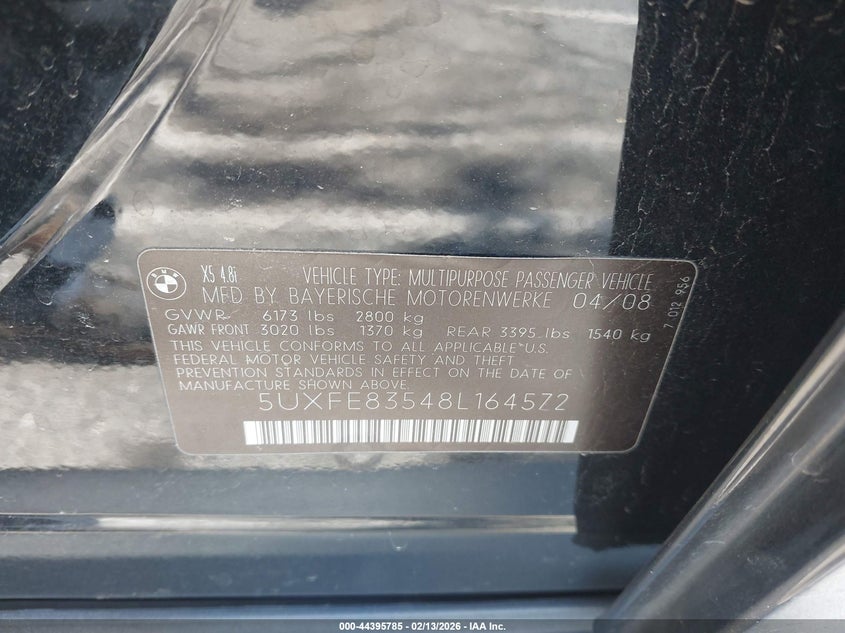 BMW
X5 4.8i
VEHICLE TYPE: MULTIPURPOSE PASSENGER VEHICLE
MFD BY BAYERISCHE MOTORENWERKE 04/08
GVWR 6173 lbs 2800 kg
GAWR FRONT 3020 lbs 1370 kg REAR 3395 lbs 1540 kg
THIS VEHICLE CONFORMS TO ALL APPLICABLE U.S.
FEDERAL MOTOR VEHICLE SAFETY AND THEFT
PREVENTION STANDARDS IN EFFECT ON THE DATE OF
MANUFACTURE SHOWN ABOVE.
5UXFE83548L164572
7 012 956
000-44395785 - 02/13/2026 - IAA Inc.